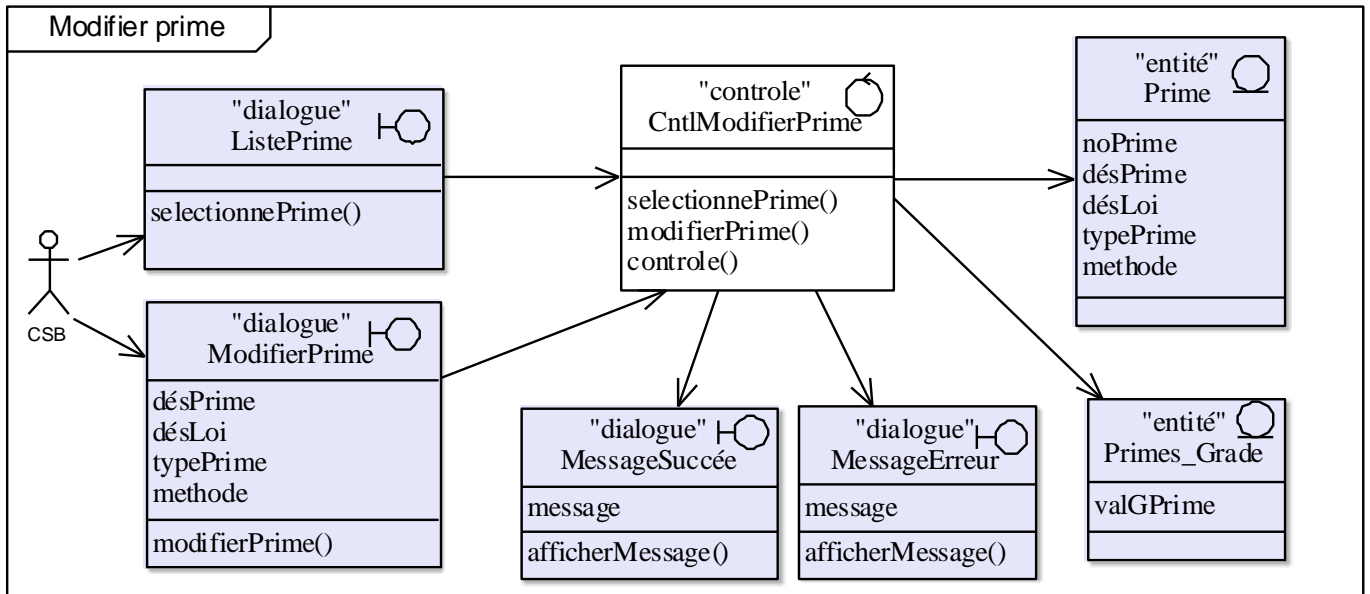 Modifier prime
"dialogue"
ListePrime
selectionnePrime()
CSB
"dialogue"
ModifierPrime
désPrime
désLoi
typePrime
methode
modifierPrime()
"controle"
CntlModifierPrime
selectionnePrime()
modifierPrime()
controle()
"dialogue"
MessageSuccée
message
afficherMessage()
"dialogue"
MessageErreur
message
afficherMessage()
"entité"
Prime
noPrime
désPrime
désLoi
typePrime
methode
"entité"
Primes_Grade
valGPrime